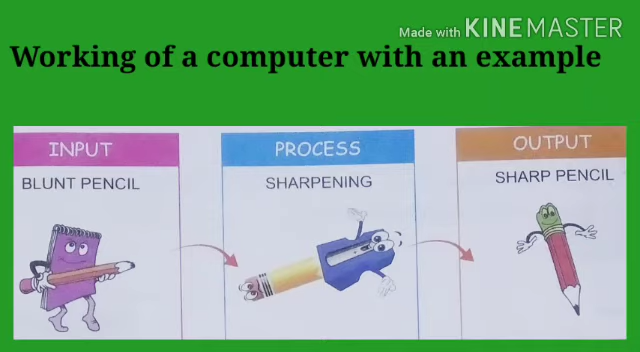 Made with KINEMASTER
Working of a computer with an example
INPUT
BLUNT PENCIL
PROCESS
SHARPENING
OUTPUT
SHARP PENCIL